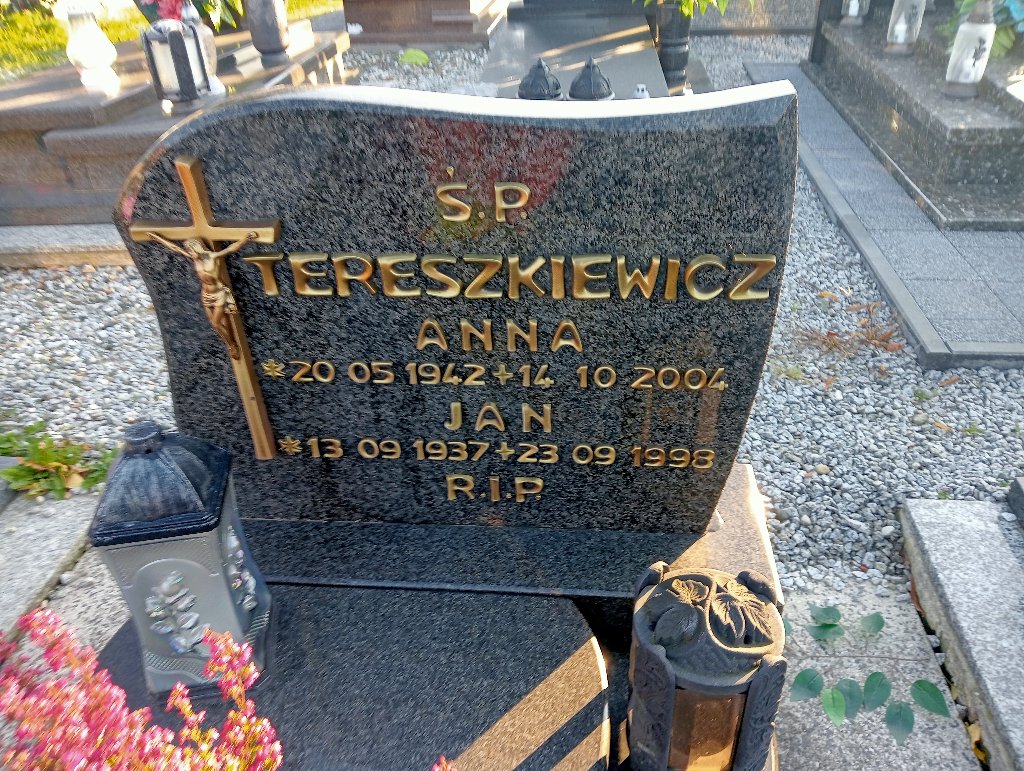 Ś.P.
TERESZKIEWICZ
ANNA
*20 05 1942 +14 10 2004
JAN
*13 09 1937 +23 09 1998
R.I.P.